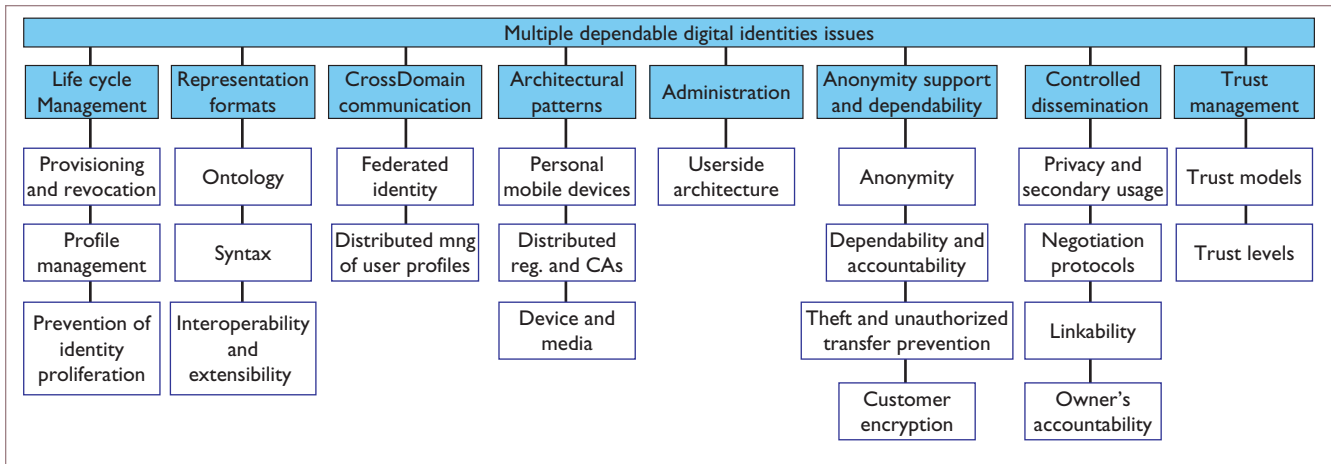 Multiple dependable digital identities issues
Life cycle
Management
Representation
formats
CrossDomain
communication
Architectural
patterns
Administration
Anonymity support
and dependability
Controlled
dissemination
Trust
management
Provisioning
and revocation
Profile
management
Prevention of
identity
proliferation
Ontology
Syntax
Interoperability
and
extensibility
Federated
identity
Distributed mng
of user profiles
Personal
mobile devices
Distributed
reg. and CAs
Device and
media
Userside
architecture
Anonymity
Dependability and
accountability
Theft and unauthorized
transfer prevention
Customer
encryption
Privacy and
secondary usage
Negotiation
protocols
Linkability
Owner's
accountability
Trust models
Trust levels